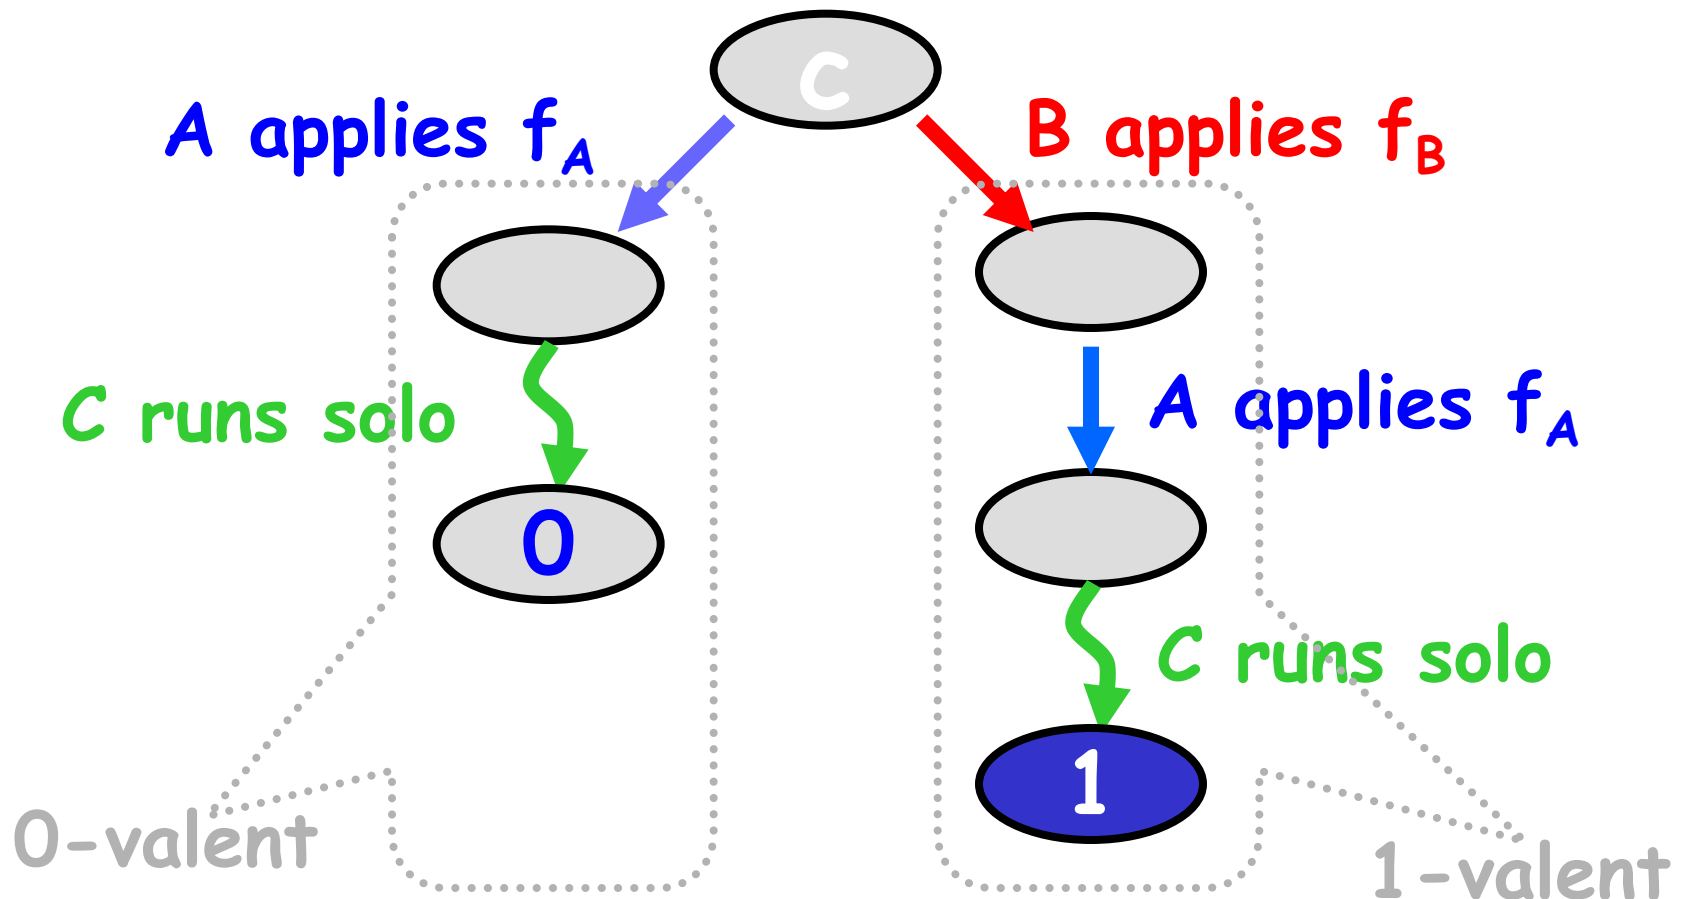 C
A applies fA
B applies fB
C runs solo
0
A applies fA
C runs solo
1
0-valent
1-valent